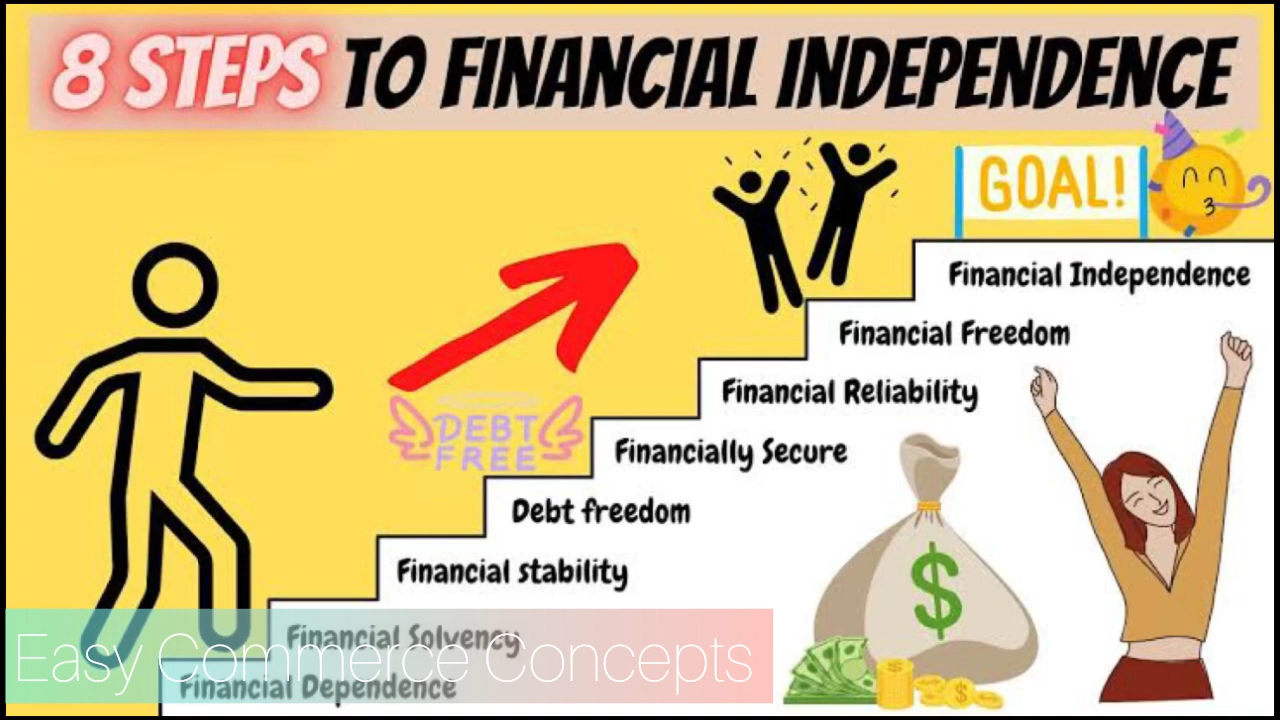 8 STEPS TO FINANCIAL INDEPENDENCE
GOAL!
Financial Independence
Financial Freedom
Financial Reliability
DEBT
FREE
Financially Secure
Debt freedom
Financial stability
$
Financial Solvency
Easy Commerce Concepts
Financial Dependence